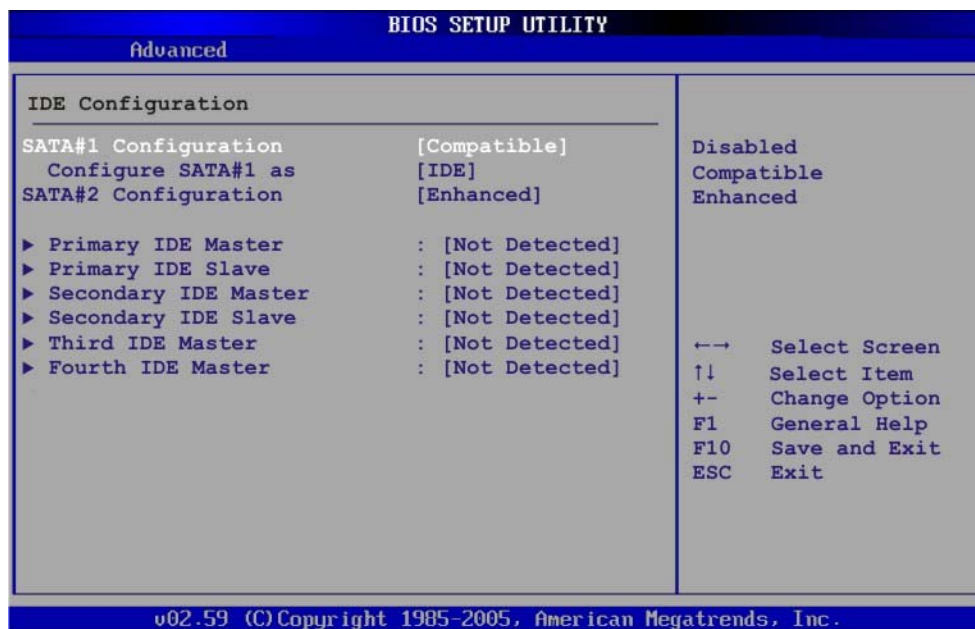 BIOS SETUP UTILITY
Advanced
IDE Configuration
SATA#1 Configuration [Compatible]
Configure SATA#1 as [IDE]
SATA#2 Configuration [Enhanced]
► Primary IDE Master : [Not Detected]
► Primary IDE Slave : [Not Detected]
► Secondary IDE Master : [Not Detected]
► Secondary IDE Slave : [Not Detected]
► Third IDE Master : [Not Detected]
► Fourth IDE Master : [Not Detected]
Disabled
Compatible
Enhanced
←→ Select Screen
↑↓ Select Item
+- Change Option
F1 General Help
F10 Save and Exit
ESC Exit
v02.59 (C)Copyright 1985-2005, American Megatrends, Inc.